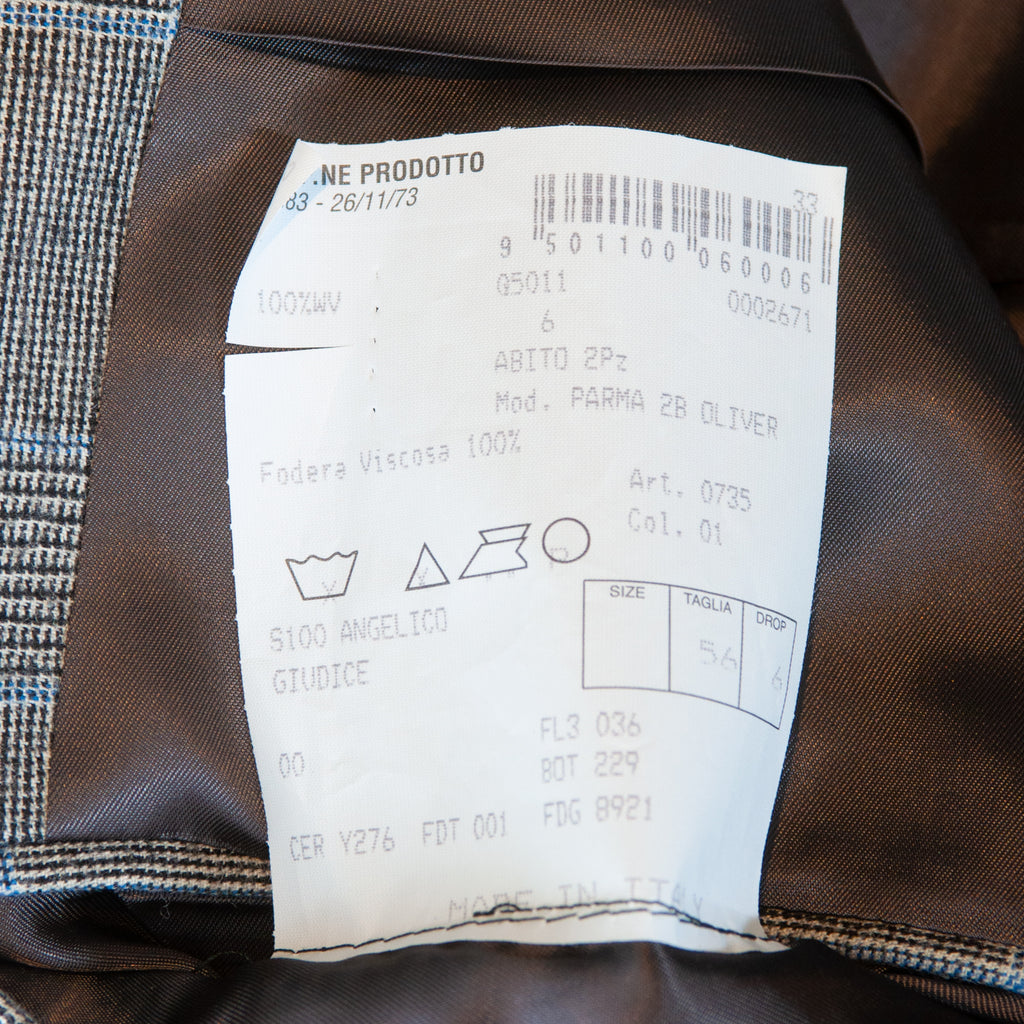 NE PRODOTTO
83 - 26/11/73
33
9 501100 060006
100%WV
Q5011
0002671
6
ABITO 2Pz
Mod. PARMA 2B OLIVER
Fodera Viscosa 100%
Art. 0735
Col. 01
P
SIZE TAGLIA DROP
56 6
S100 ANGELICO
GIUDICE
FL3 036
00
BOT 229
CER Y276 FDT 001 FDG 8921
MADE IN ITALY